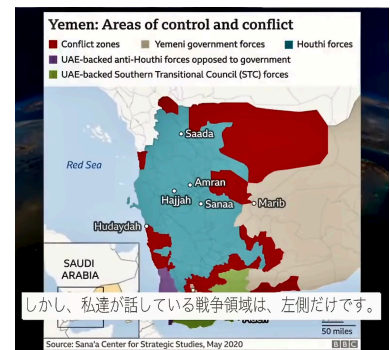 Yemen: Areas of control and conflict
Conflict zones Yemeni government forces Houthi forces
UAE-backed anti-Houthi forces opposed to government
UAE-backed Southern Transitional Council (STC) forces
Saada
Red Sea
Amran
Hajjah
Sanaa
Marib
Hudaydah
SAUDI
ARABIA
しかし、私達が話している戦争領域は、左側だけです。
50 miles
Source: Sana'a Center for Strategic Studies, May 2020
BBC